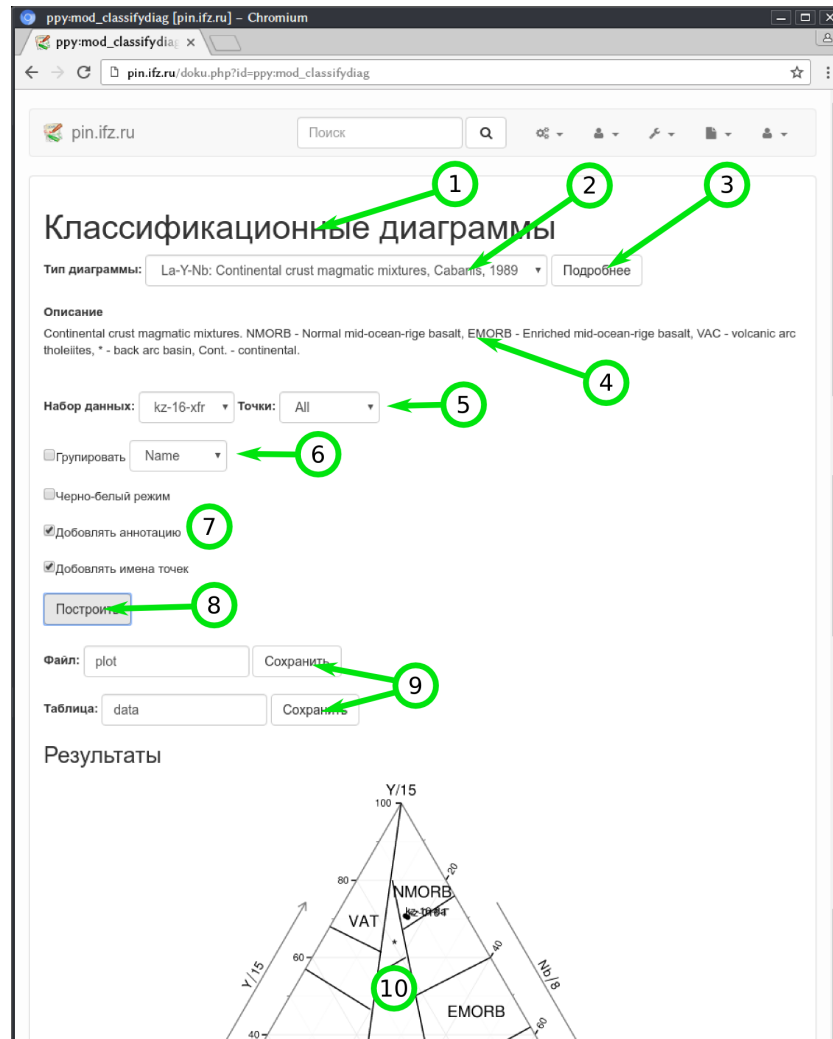 ppy:mod_classifydiag [pin.ifz.ru] – Chromium
ppy:mod_classifydiag
pin.ifz.ru/doku.php?id=ppy:mod_classifydiag
pin.ifz.ru
Поиск
1
2
3
Классификационные диаграммы
Тип диаграммы: La-Y-Nb: Continental crust magmatic mixtures, Cabanis, 1989 Подробнее
Описание
Continental crust magmatic mixtures. NMORB - Normal mid-ocean-rige basalt, EMORB - Enriched mid-ocean-rige basalt, VAC - volcanic arc
tholeiites, * - back arc basin, Cont. - continental.
4
Набор данных: kz-16-xfr Точки: All
5
Групировать Name
6
Черно-белый режим
Добовлять аннотацию
7
Добовлять имена точек
Построить
8
Файл: plot Сохранить
9
Таблица: data Сохранить
Результаты
Y/15
100
80
20
NMORB
VAT
*
60
40
Y/15
Nb/8
10
EMORB
60
40